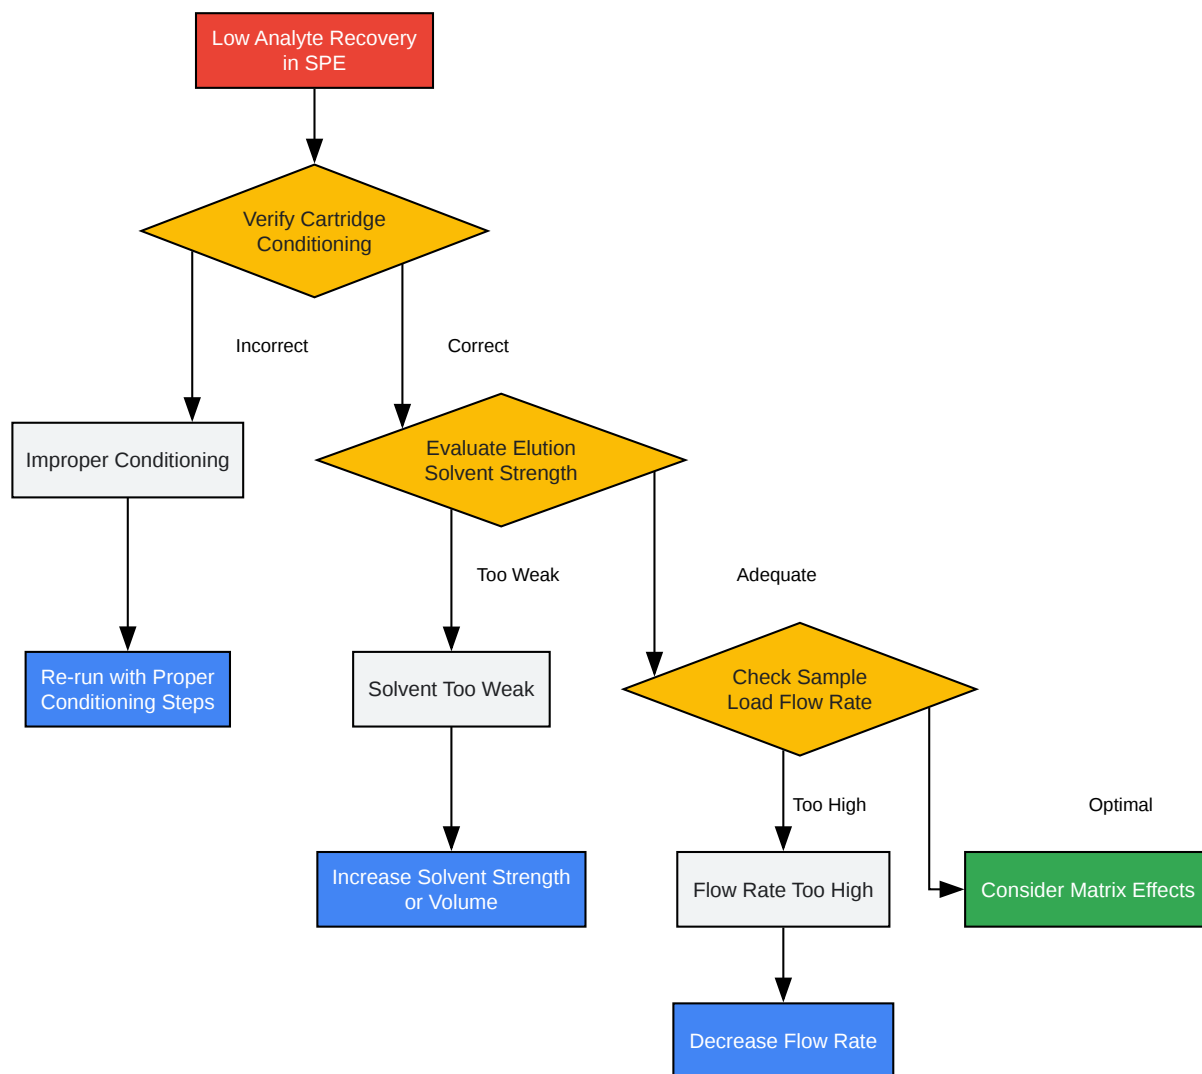 Low Analyte Recovery
in SPE
Verify Cartridge
Conditioning
Incorrect
Correct
Improper Conditioning
Evaluate Elution
Solvent Strength
Re-run with Proper
Conditioning Steps
Too Weak
Adequate
Solvent Too Weak
Check Sample
Load Flow Rate
Increase Solvent Strength
or Volume
Too High
Optimal
Flow Rate Too High
Consider Matrix Effects
Decrease Flow Rate